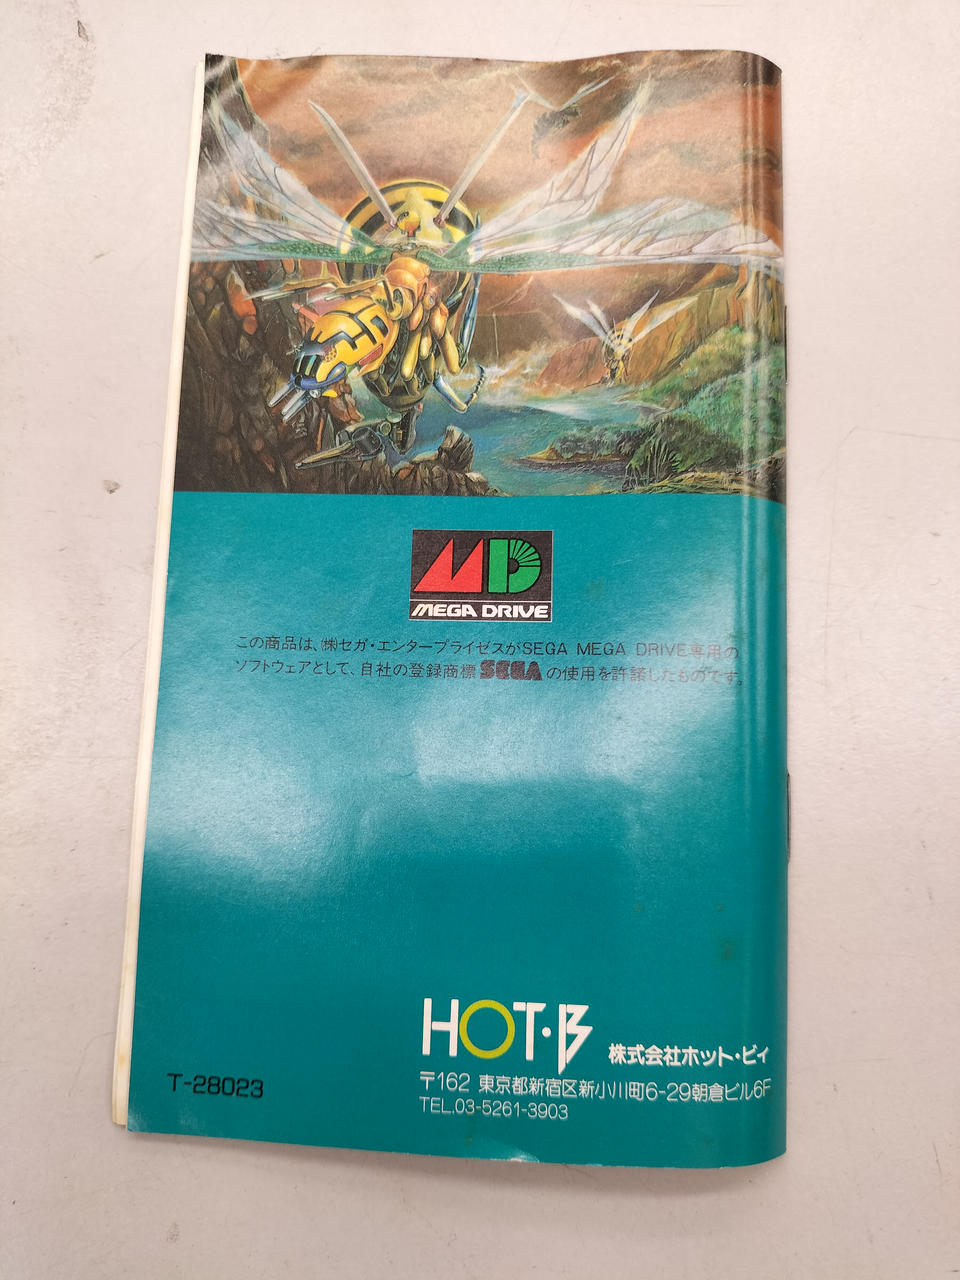 MD
MEGA DRIVE
この商品は、㈱セガ・エンタープライゼスがSEGA MEGA DRIVE専用の
ソフトウェアとして、自社の登録商標 SEGA の使用を許諾したものです。
HOT・B 株式会社ホット・ビィ
〒162 東京都新宿区新小川町6-29朝倉ビル6F
TEL.03-5261-3903
T-28023